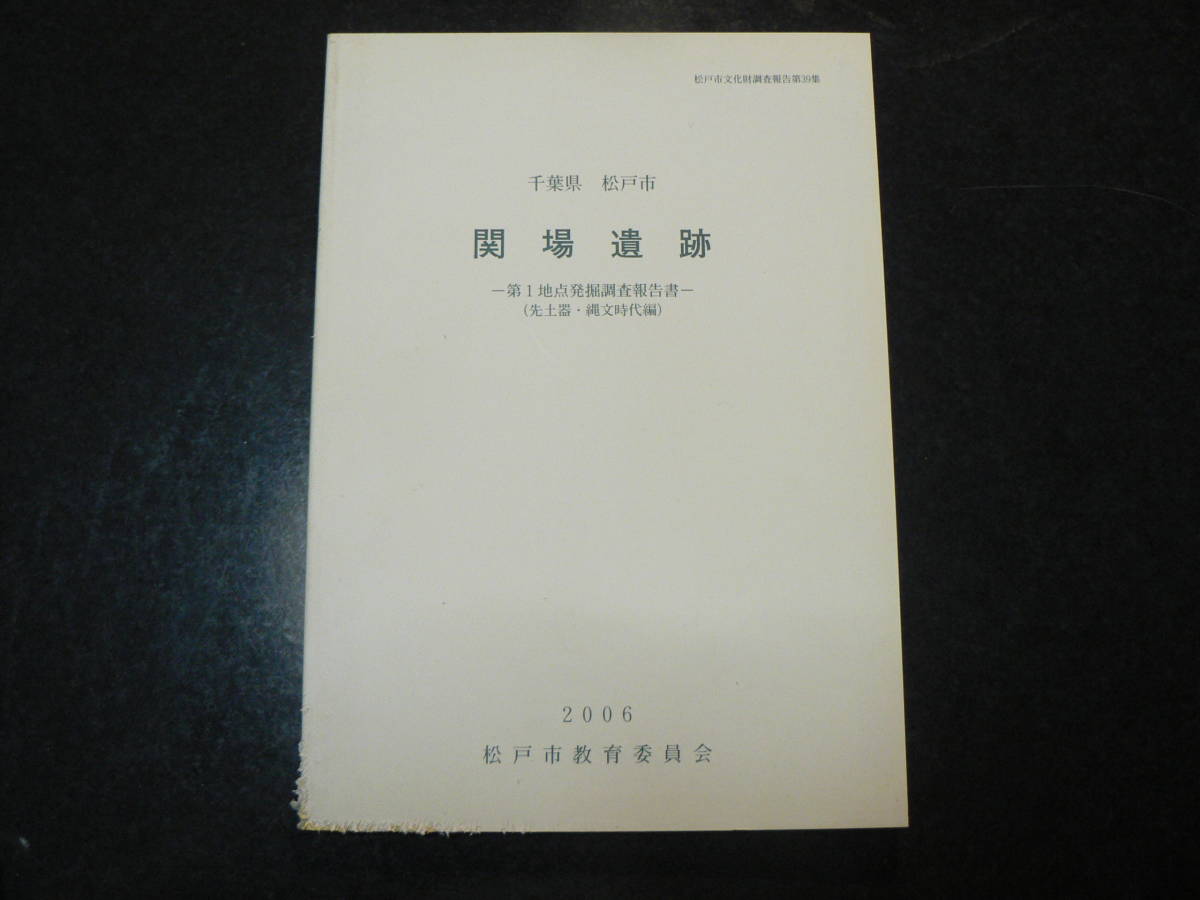 松戸市文化財調査報告第39集
千葉県　松戸市
関場遺跡
－第1地点発掘調査報告書－
（先土器・縄文時代編）
2006
松戸市教育委員会